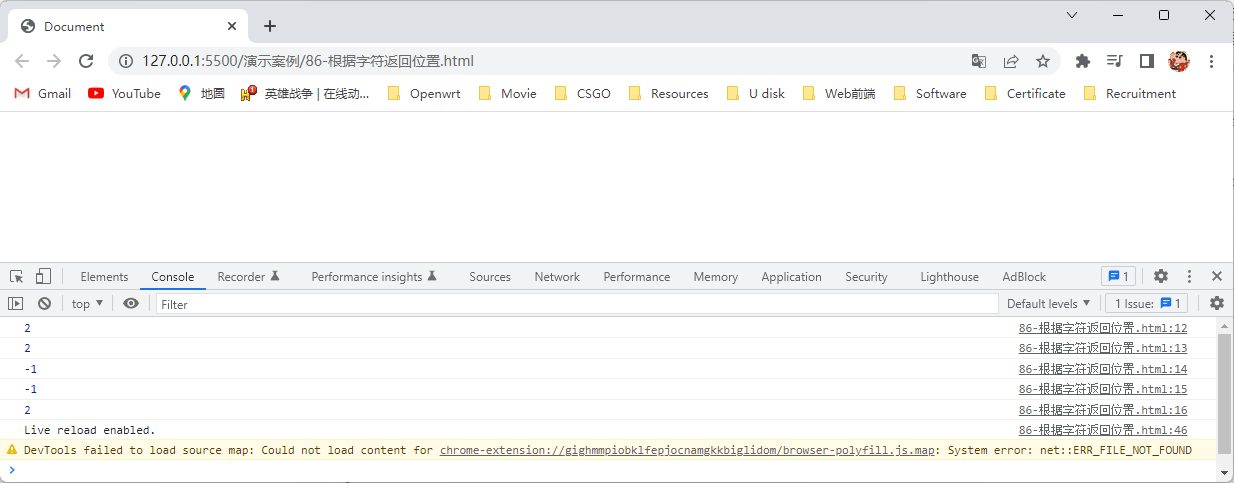 Document
127.0.0.1:5500/演示案例/86-根据字符返回位置.html
Gmail YouTube 地图 英雄战争 | 在线动... Openwrt Movie CSGO Resources U disk Web前端 Software Certificate Recruitment
Elements Console Recorder Performance insights Sources Network Performance Memory Application Security Lighthouse AdBlock 1
top Filter Default levels 1 Issue: 1
2 86-根据字符返回位置.html:12
2 86-根据字符返回位置.html:13
-1 86-根据字符返回位置.html:14
-1 86-根据字符返回位置.html:15
2 86-根据字符返回位置.html:16
Live reload enabled. 86-根据字符返回位置.html:46
DevTools failed to load source map: Could not load content for chrome-extension://gighmmpiobklfepjocnamgkkbiglidom/browser-polyfill.js.map: System error: net::ERR_FILE_NOT_FOUND